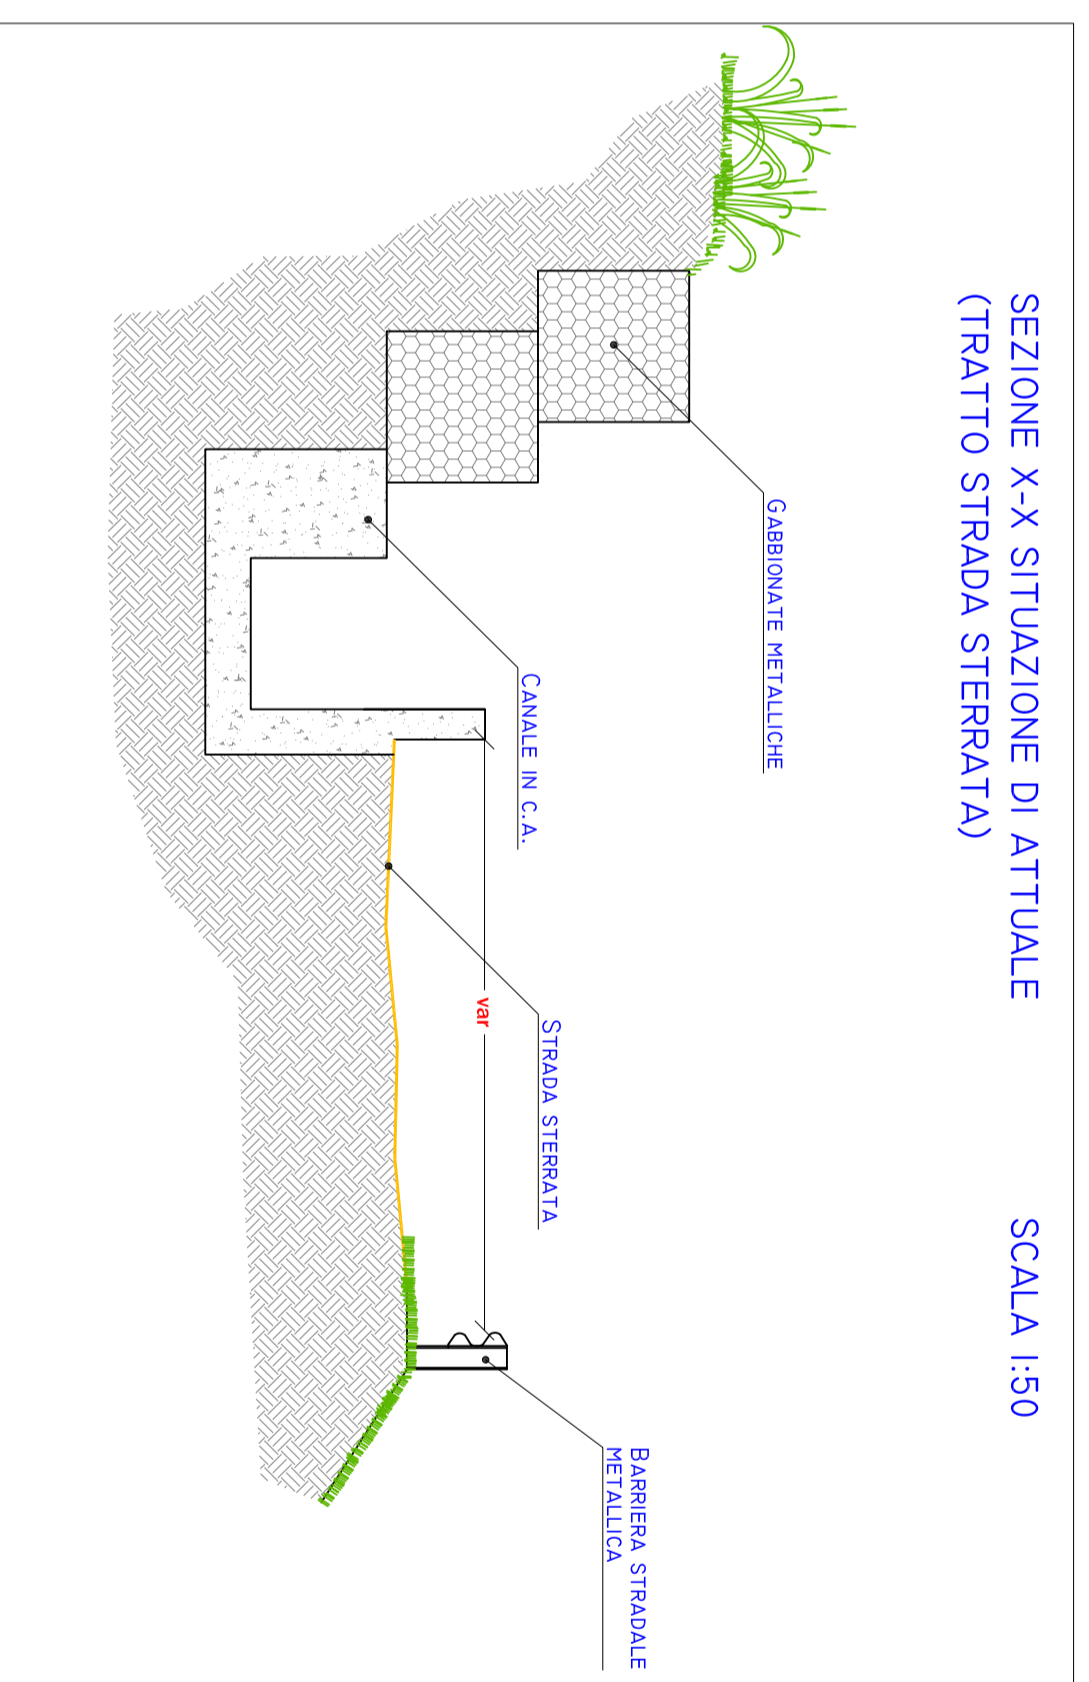 SEZIONE X-X SITUAZIONE DI ATTUALE SCALA 1:50
(TRATTO STRADA STERRATA)
GABBIONATE METALLICHE
CANALE IN C.A.
STRADA STERRATA
var
BARRIERA STRADALE
METALLICA